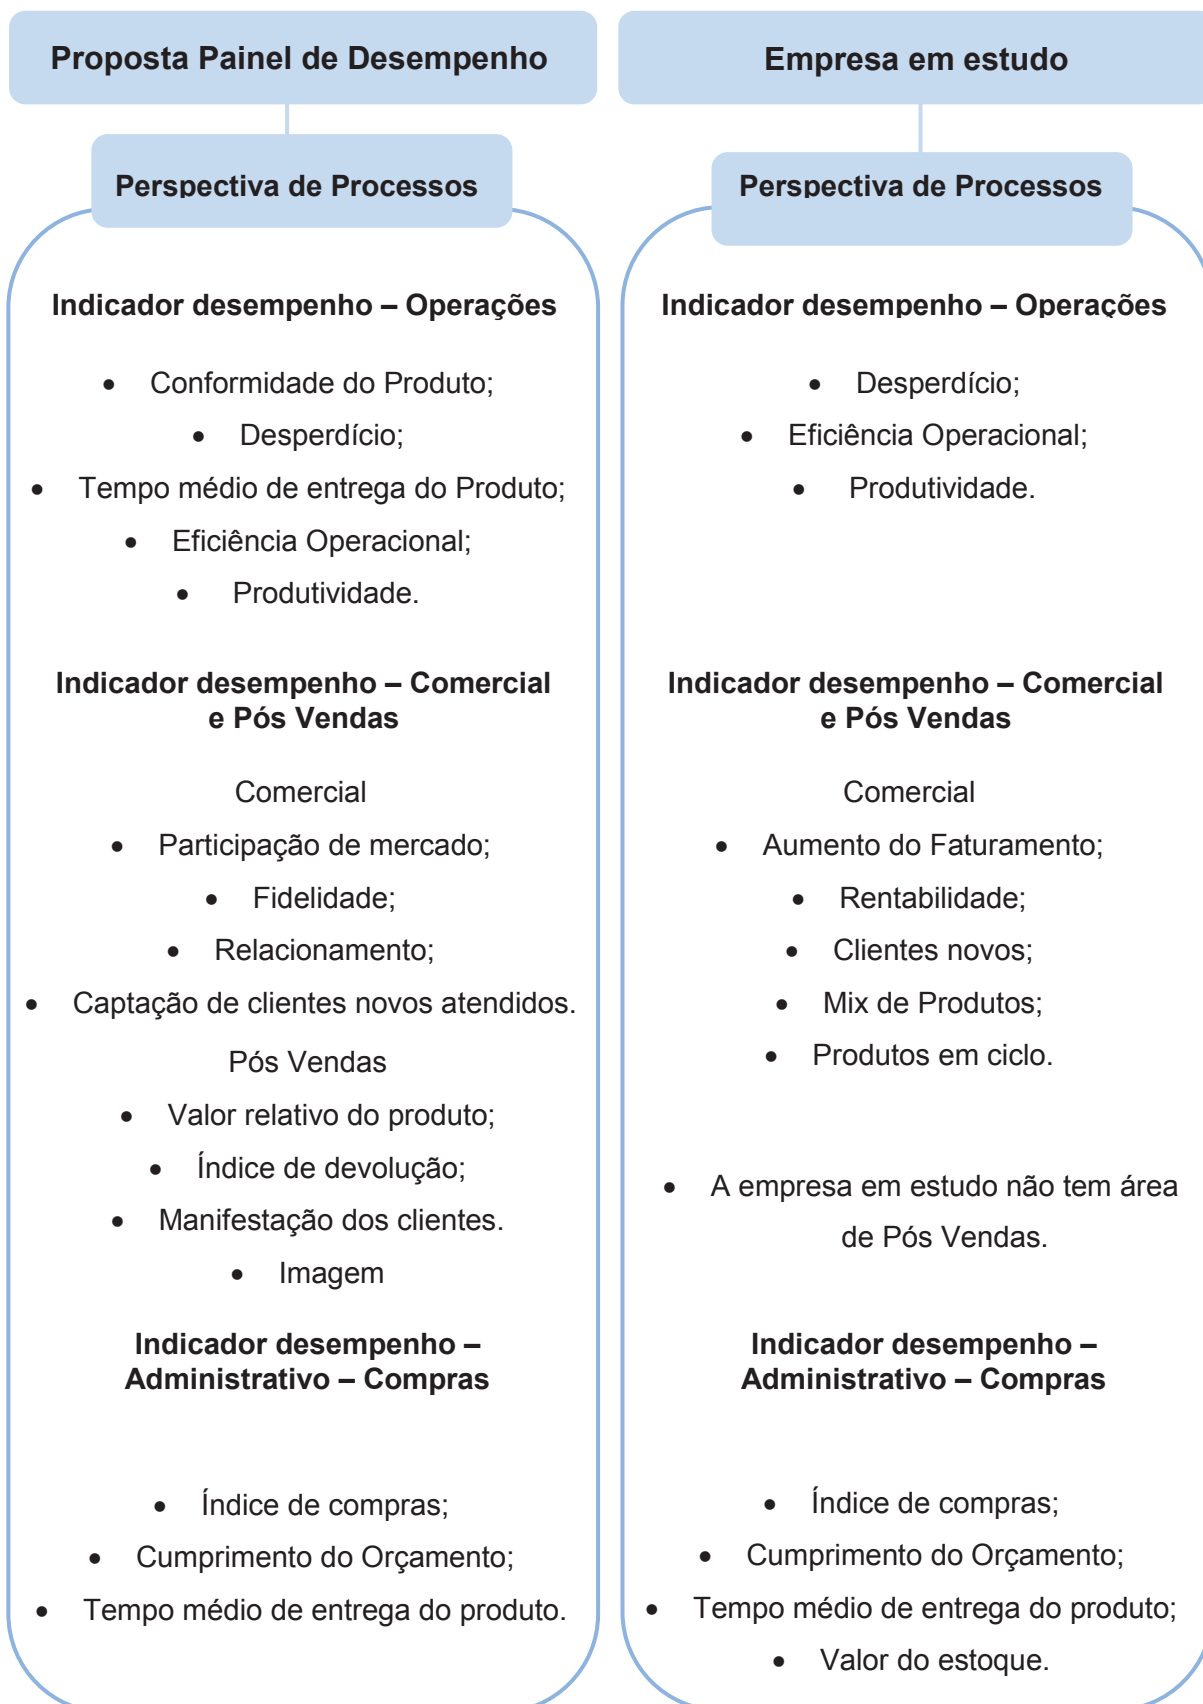 Proposta Painel de Desempenho
Perspectiva de Processos
Indicador desempenho – Operações
• Conformidade do Produto;
• Desperdício;
• Tempo médio de entrega do Produto;
• Eficiência Operacional;
• Produtividade.
Indicador desempenho – Comercial
e Pós Vendas
Comercial
• Participação de mercado;
• Fidelidade;
• Relacionamento;
• Captação de clientes novos atendidos.
Pós Vendas
• Valor relativo do produto;
• Índice de devolução;
• Manifestação dos clientes.
• Imagem
Indicador desempenho –
Administrativo – Compras
• Índice de compras;
• Cumprimento do Orçamento;
• Tempo médio de entrega do produto.
Empresa em estudo
Perspectiva de Processos
Indicador desempenho – Operações
• Desperdício;
• Eficiência Operacional;
• Produtividade.
Indicador desempenho – Comercial
e Pós Vendas
Comercial
• Aumento do Faturamento;
• Rentabilidade;
• Clientes novos;
• Mix de Produtos;
• Produtos em ciclo.
• A empresa em estudo não tem área
de Pós Vendas.
Indicador desempenho –
Administrativo – Compras
• Índice de compras;
• Cumprimento do Orçamento;
• Tempo médio de entrega do produto;
• Valor do estoque.